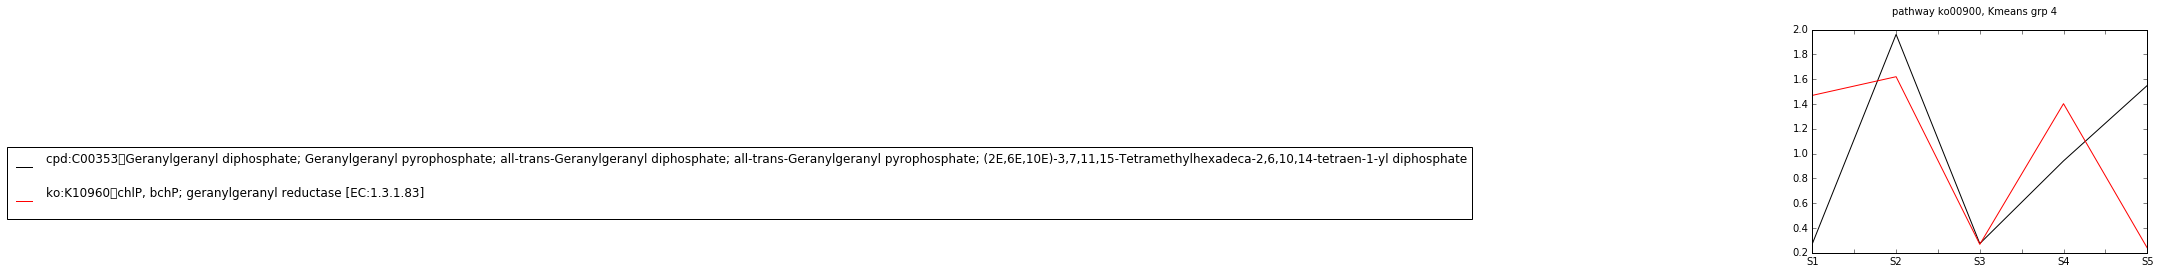 pathway ko00900, Kmeans grp 4
2.0
1.8
1.6
1.4
1.2
1.0
0.8
0.6
0.4
0.2
S1 S2 S3 S4 S5
cpd:C00353▯Geranylgeranyl diphosphate; Geranylgeranyl pyrophosphate; all-trans-Geranylgeranyl diphosphate; all-trans-Geranylgeranyl pyrophosphate; (2E,6E,10E)-3,7,11,15-Tetramethylhexadeca-2,6,10,14-tetraen-1-yl diphosphate
ko:K10960▯chlP, bchP; geranylgeranyl reductase [EC:1.3.1.83]